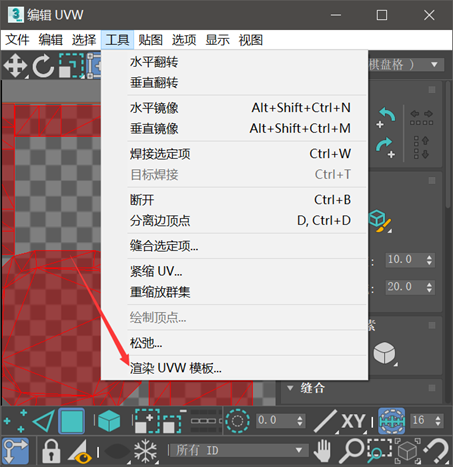 3 编辑 UVW
文件 编辑 选择 工具 贴图 选项 显示 视图
棋盘格 )
水平翻转
垂直翻转
水平镜像 Alt+Shift+Ctrl+N
垂直镜像 Alt+Shift+Ctrl+M
焊接选定项 Ctrl+W
目标焊接 Ctrl+T
断开 Ctrl+B
分离边顶点 D, Ctrl+D
缝合选定项...
紧缩 UV...
重缩放群集
绘制顶点...
松弛...
渲染 UVW 模板...
: 10.0
: 20.0
素
缝合
0.0 XY 16
所有 ID